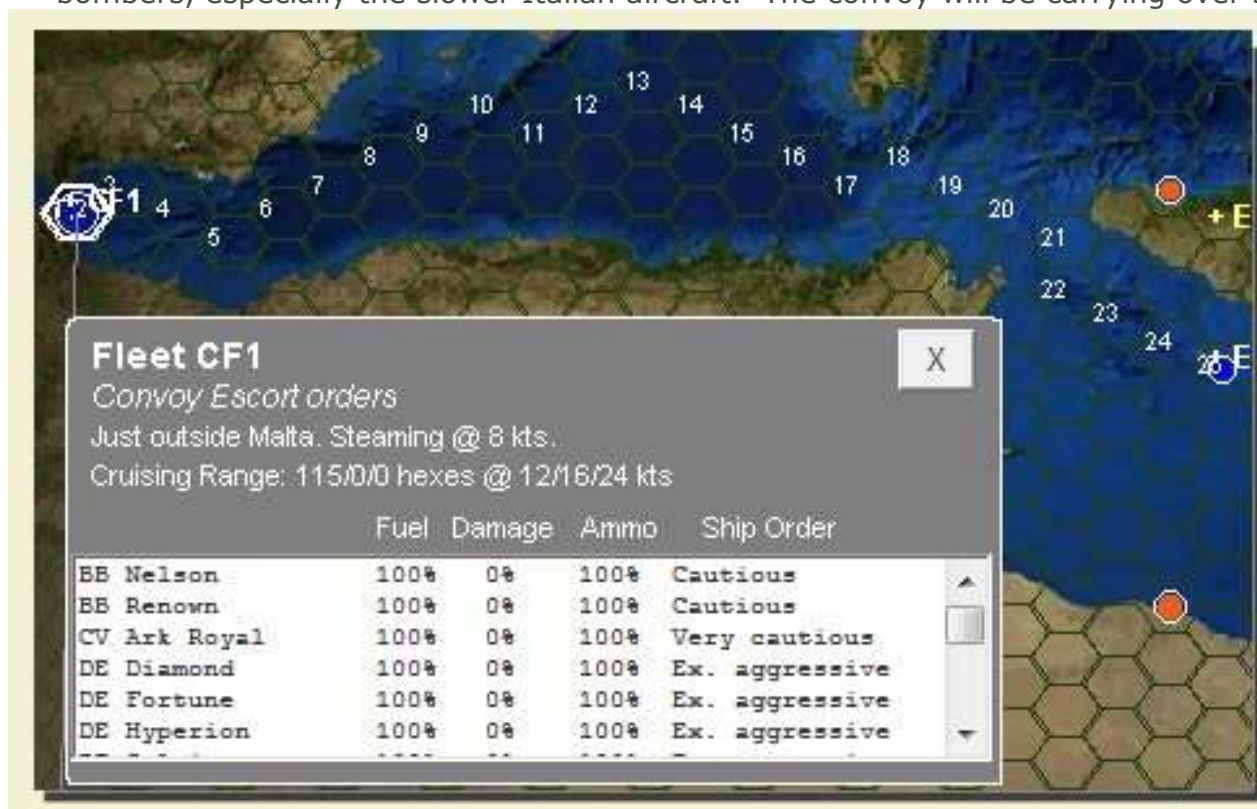 bombers, especially the slower Italian aircraft. The convoy will be carrying over
13
10 12 14
9 11 15
8 16 18
7 17 19
CF1 4 6 20
5 21
+ E
22
23
24
+ E
Fleet CF1
X
Convoy Escort orders
Just outside Malta. Steaming @ 8 kts.
Cruising Range: 115/0/0 hexes @ 12/16/24 kts
Fuel Damage Ammo Ship Order
BB Nelson 100% 0% 100% Cautious
BB Renown 100% 0% 100% Cautious
CV Ark Royal 100% 0% 100% Very cautious
DE Diamond 100% 0% 100% Ex. aggressive
DE Fortune 100% 0% 100% Ex. aggressive
DE Hyperion 100% 0% 100% Ex. aggressive